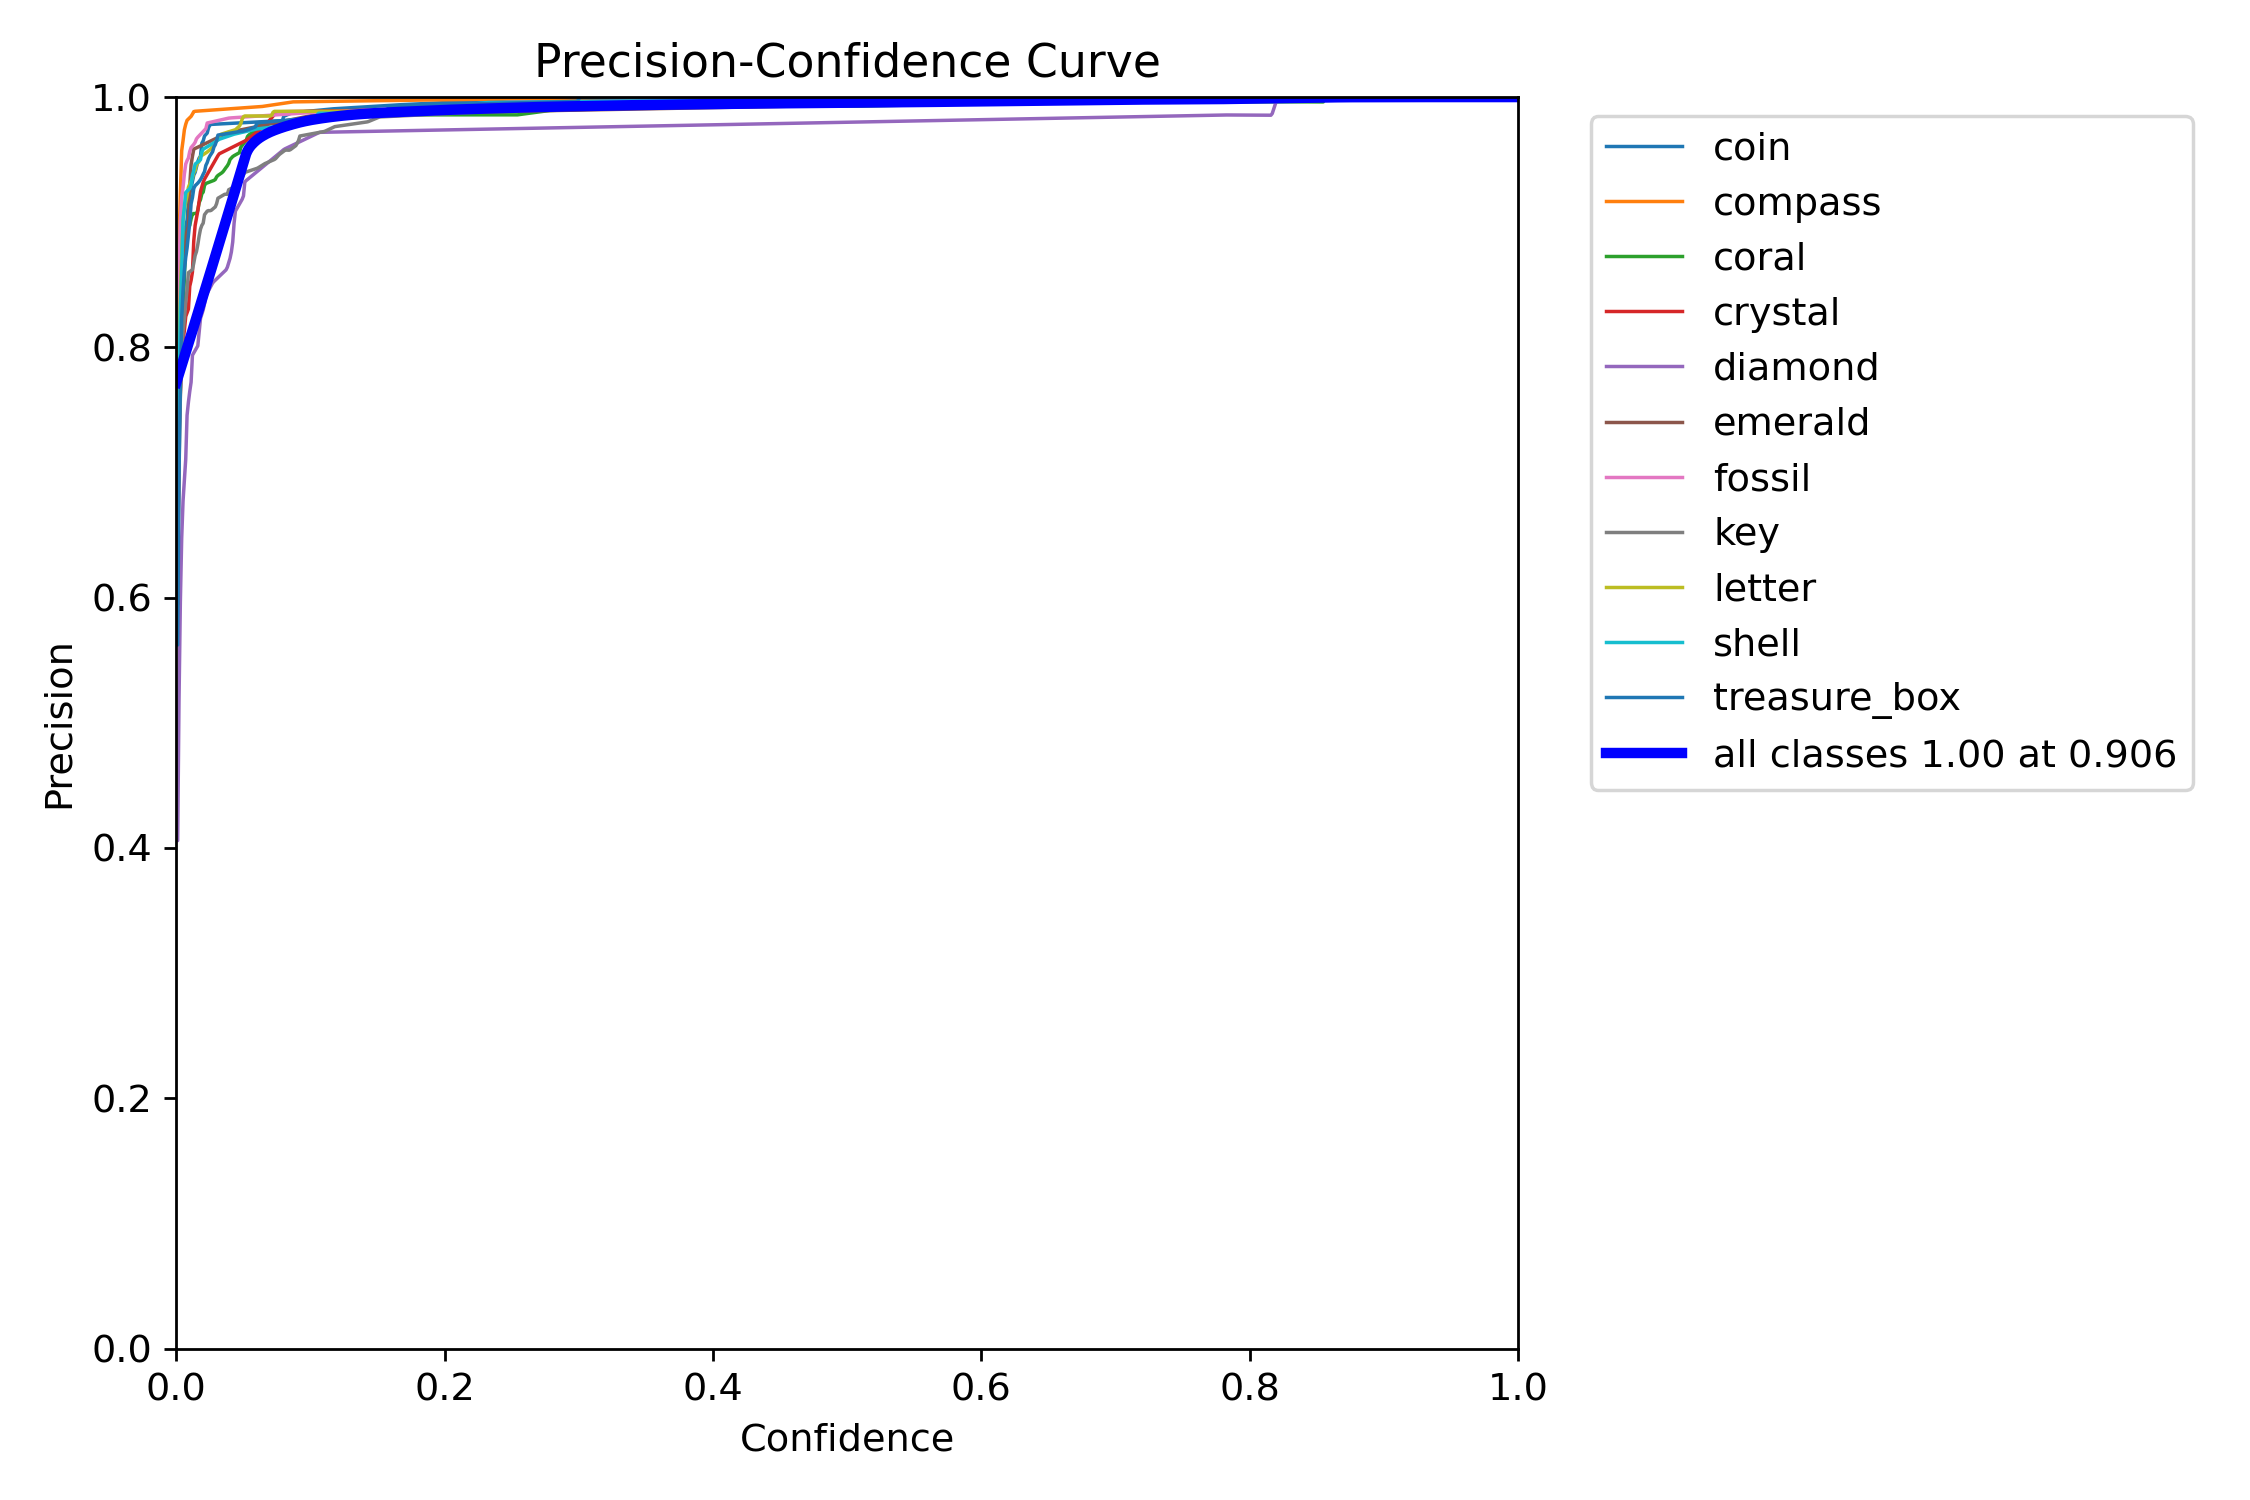 Precision-Confidence Curve
1.0
0.8
0.6
0.4
0.2
0.0
Precision
0.0 0.2 0.4 0.6 0.8 1.0
Confidence
coin
compass
coral
crystal
diamond
emerald
fossil
key
letter
shell
treasure_box
all classes 1.00 at 0.906